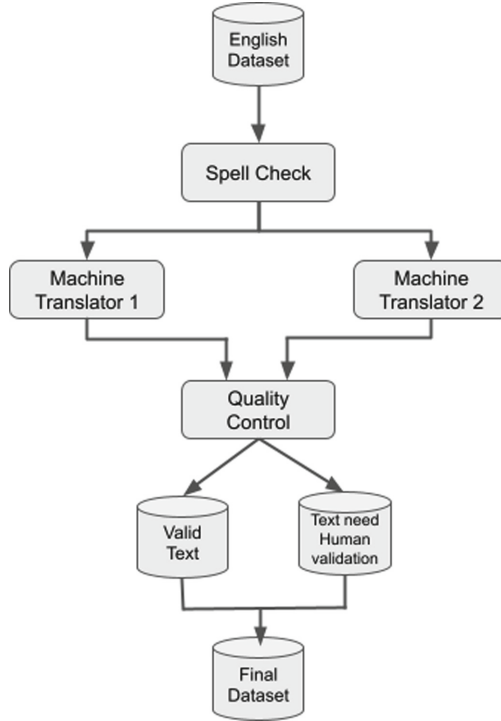 English
Dataset
Spell Check
Machine
Translator 1
Machine
Translator 2
Quality
Control
Valid
Text
Text need
Human
validation
Final
Dataset